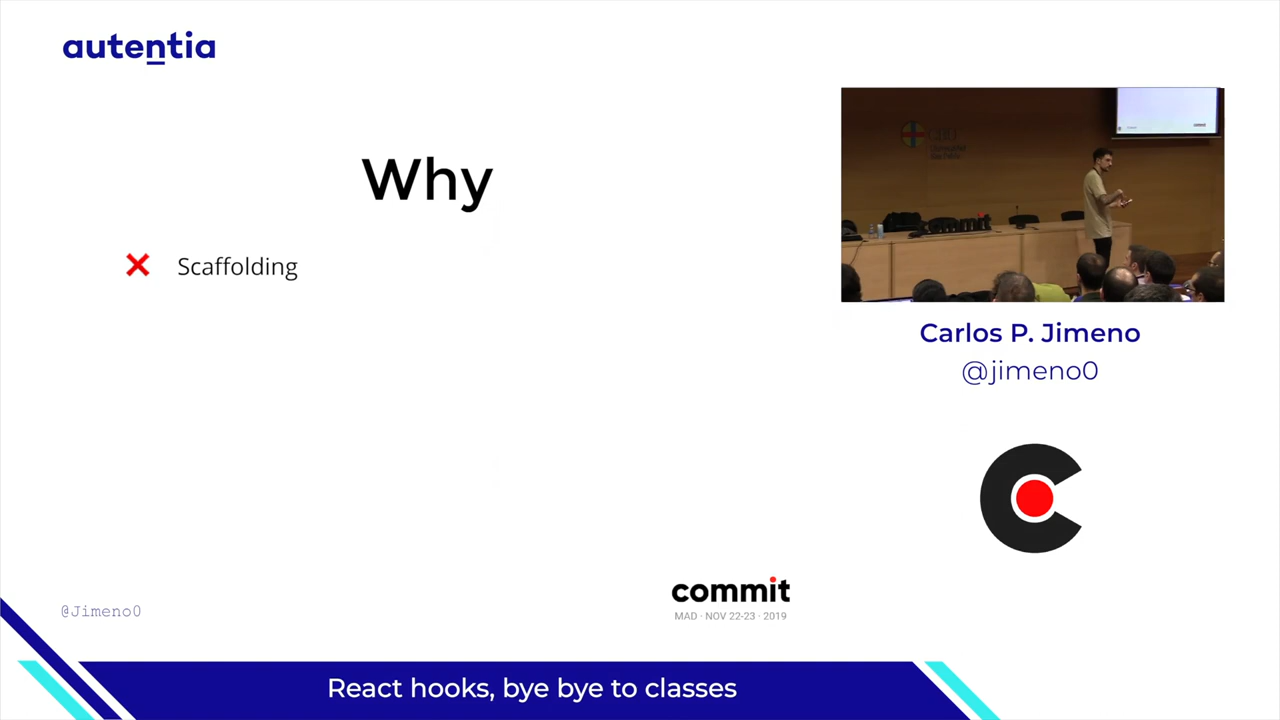 autentia
Why
Scaffolding
Carlos P. Jimeno
@jimeno0
commit
MAD · NOV 22-23 · 2019
@Jimeno0
React hooks, bye bye to classes